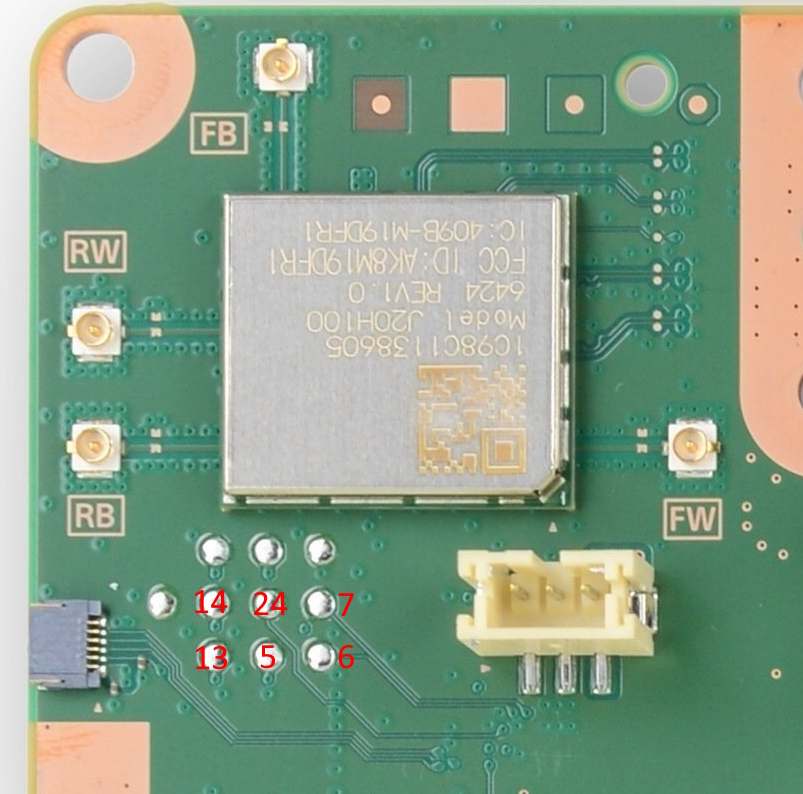 FB
RW
IC:409B-M19DFR1
FCC ID:AK8M19DFR1
6424 REV1.0
Model J20H100
1C98C1138605
RB
FW
14 24 7
13 5 6